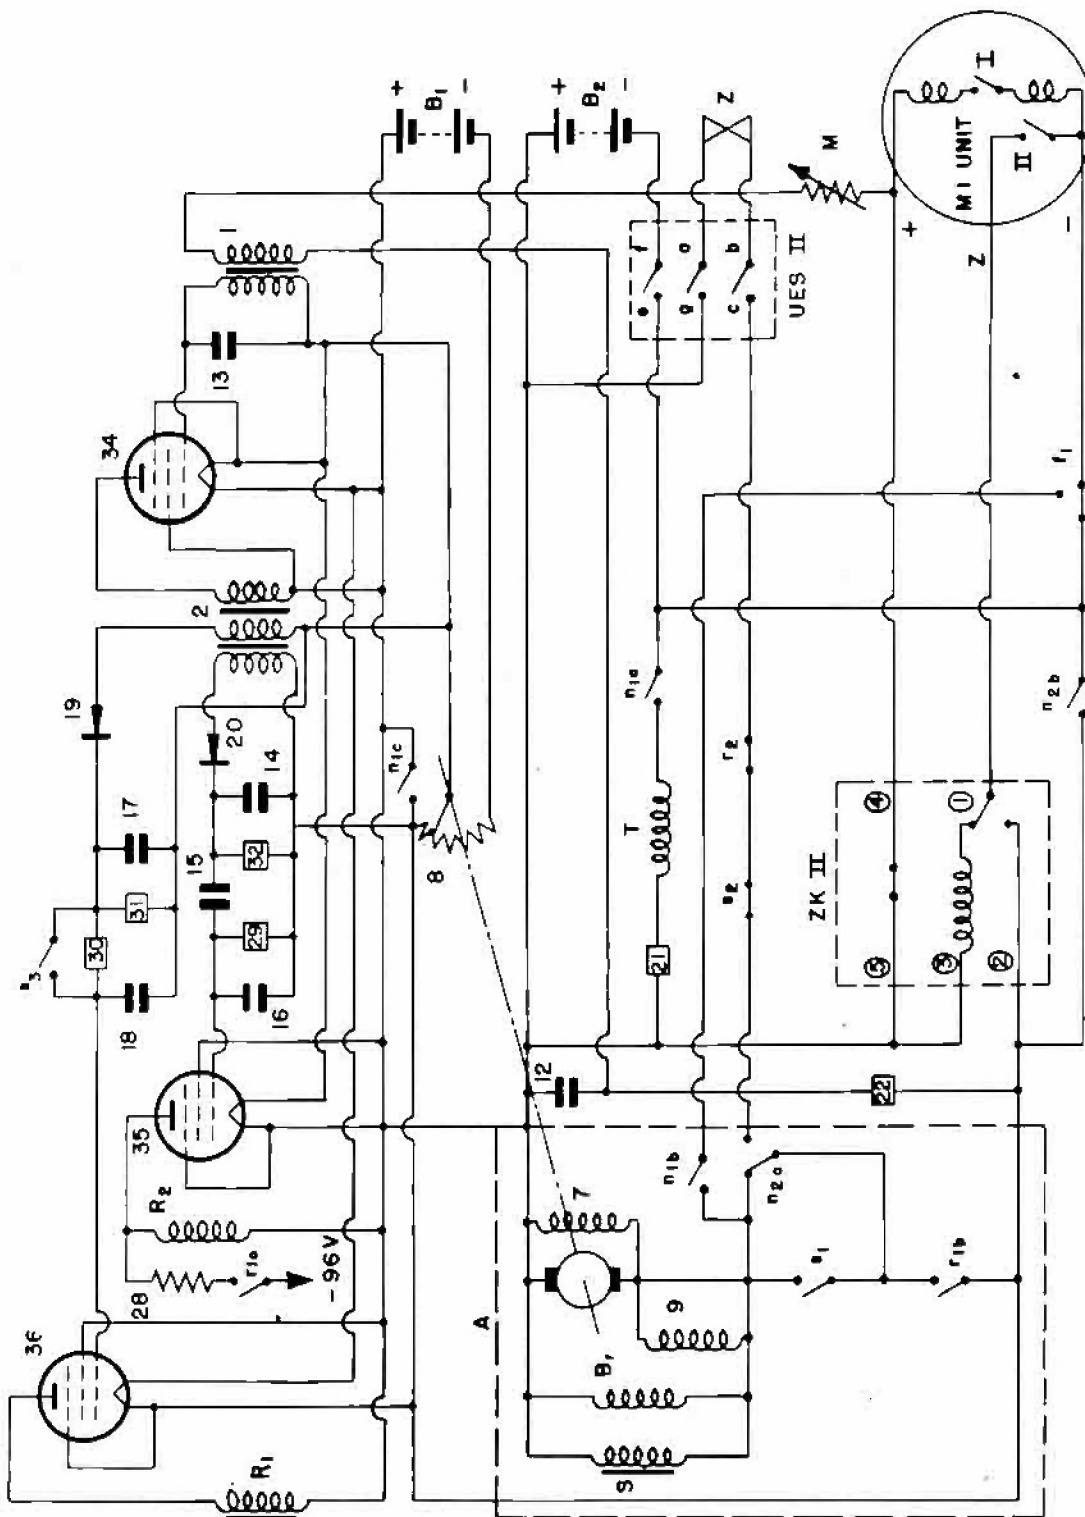 36
R₁
28
r₁ₐ
-96V
R₂
35
18
s₃
30
31
17
19
16
29
15
32
14
20
2
34
13
1
n₁c
8
+
B₁
-
+
B₂
-
Z
M
A
S
Bᵣ
9
7
s₁
r₁b
n₁b
n₂ₐ
12
22
21
T
n₁ₐ
s₂
r₂
f
e
a
g
b
c
UES II
ZK II
⑤
④
③
②
①
n₂b
f₁
+
Z
-
MI UNIT
I
II